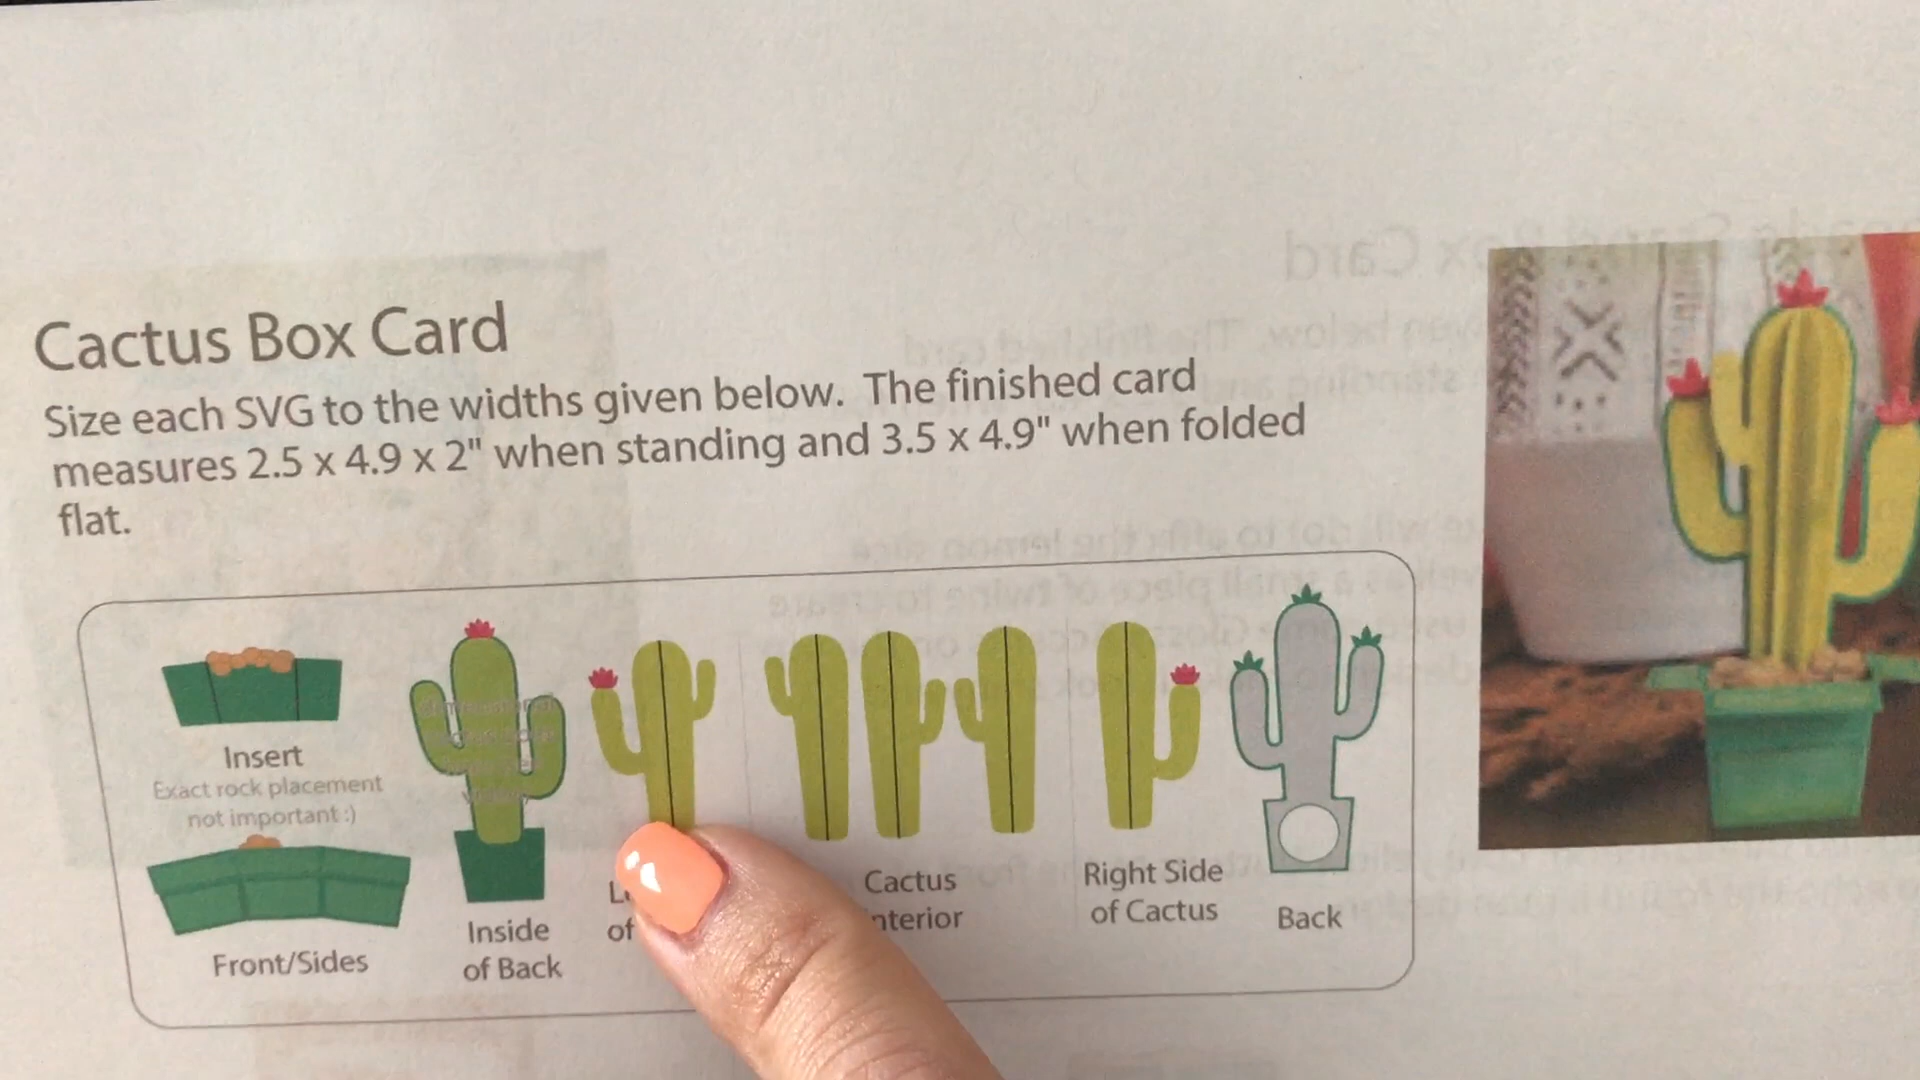 Cactus Box Card
Size each SVG to the widths given below. The finished card
measures 2.5 x 4.9 x 2" when standing and 3.5 x 4.9" when folded
flat.
Insert
Exact rock placement
not important :)
Front/Sides
Inside
of Back
of
Cactus
nterior
Right Side
of Cactus
Back